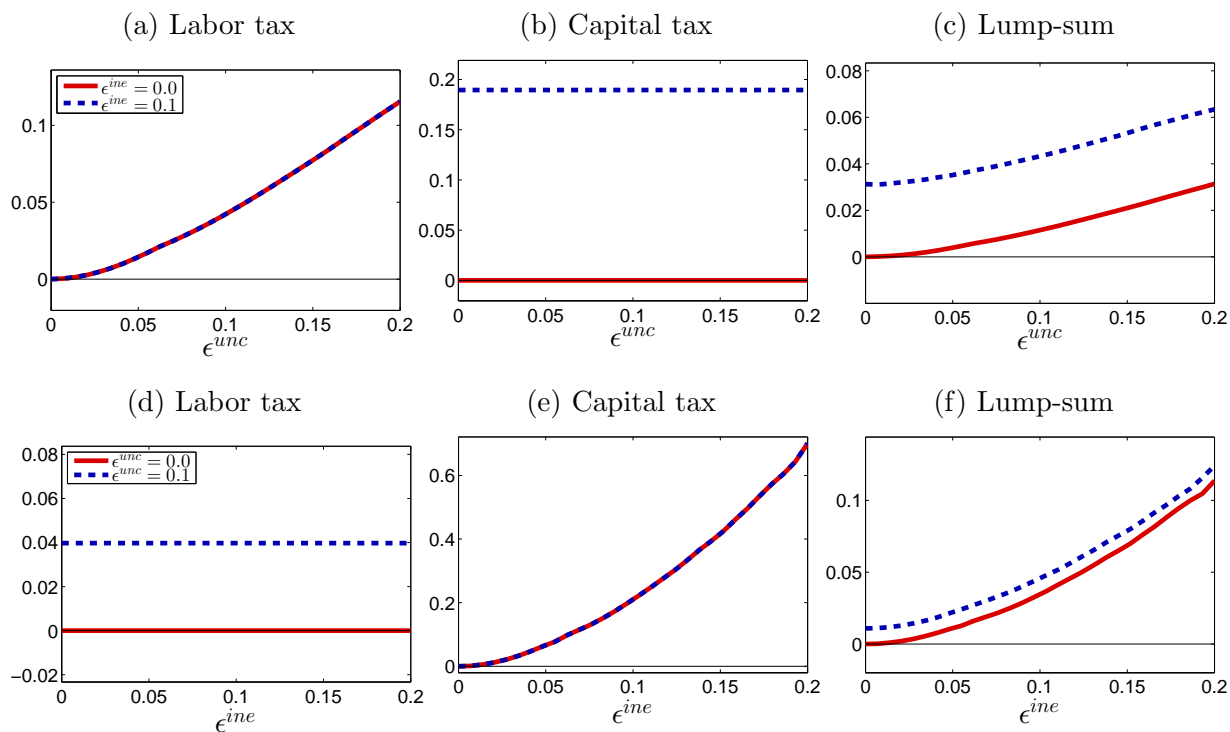 (a) Labor tax
(b) Capital tax
(c) Lump-sum
ϵ^{ine} = 0.0
ϵ^{ine} = 0.1
0.1
0.05
0
0 0.05 0.1 0.15 0.2
ϵ^{unc}
0.2
0.15
0.1
0.05
0
0 0.05 0.1 0.15 0.2
ϵ^{unc}
0.08
0.06
0.04
0.02
0
0 0.05 0.1 0.15 0.2
ϵ^{unc}
(d) Labor tax
(e) Capital tax
(f) Lump-sum
ϵ^{unc} = 0.0
ϵ^{unc} = 0.1
0.08
0.06
0.04
0.02
0
−0.02
0 0.05 0.1 0.15 0.2
ϵ^{ine}
0.6
0.4
0.2
0
0 0.05 0.1 0.15 0.2
ϵ^{ine}
0.1
0.05
0
0 0.05 0.1 0.15 0.2
ϵ^{ine}